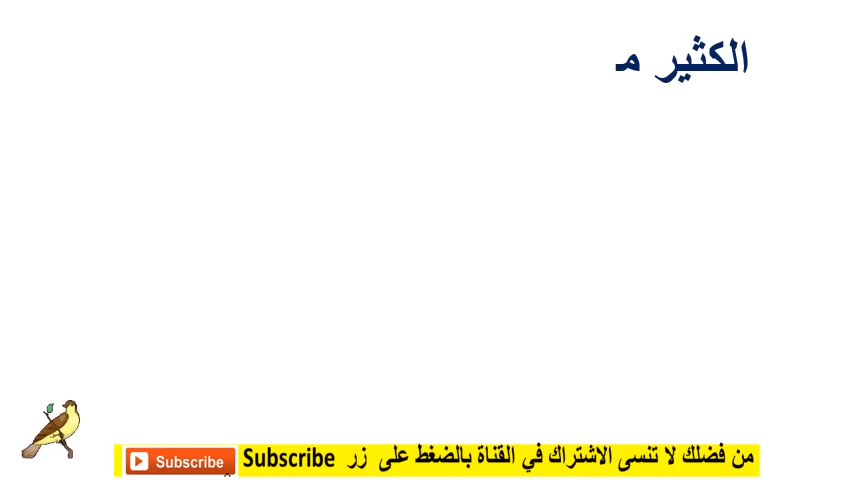 الكثير مـ
من فضلك لا تنسى الاشتراك في القناة بالضغط على زر Subscribe
Subscribe